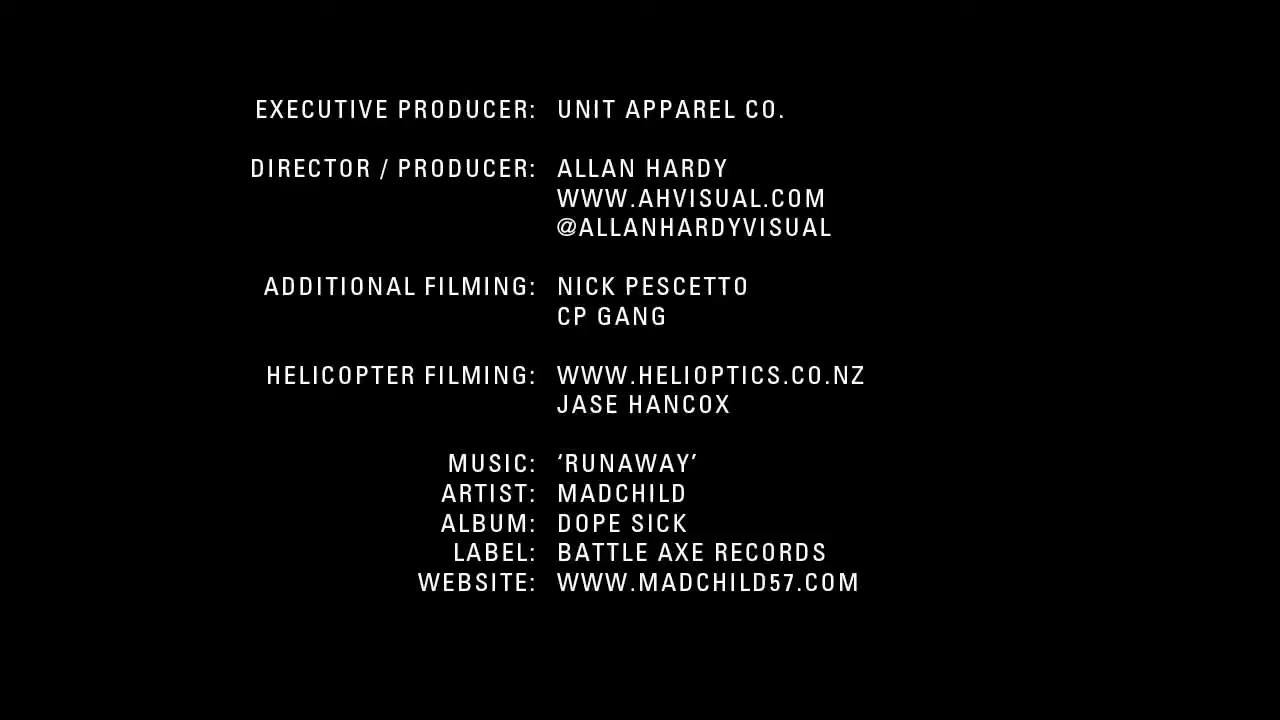 EXECUTIVE PRODUCER: UNIT APPAREL CO.
DIRECTOR / PRODUCER: ALLAN HARDY
WWW.AHVISUAL.COM
@ALLANHARDYVISUAL
ADDITIONAL FILMING: NICK PESCETTO
CP GANG
HELICOPTER FILMING: WWW.HELIOPTICS.CO.NZ
JASE HANCOX
MUSIC: ‘RUNAWAY’
ARTIST: MADCHILD
ALBUM: DOPE SICK
LABEL: BATTLE AXE RECORDS
WEBSITE: WWW.MADCHILD57.COM